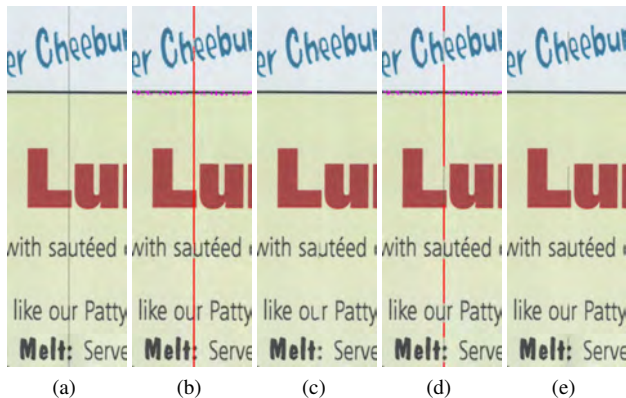 er Cheebur
Lu
with sautéed
like our Patty
Melt: Serve
(a)
er Cheebur
Lu
with sautéed
like our Patty
Melt: Serve
(b)
er Cheebur
Lu
with sautéed
like our Patty
Melt: Serve
(c)
er Cheebur
Lu
with sautéed
like our Patty
Melt: Serve
(d)
er Cheebur
Lu
with sautéed
like our Patty
Melt: Serve
(e)